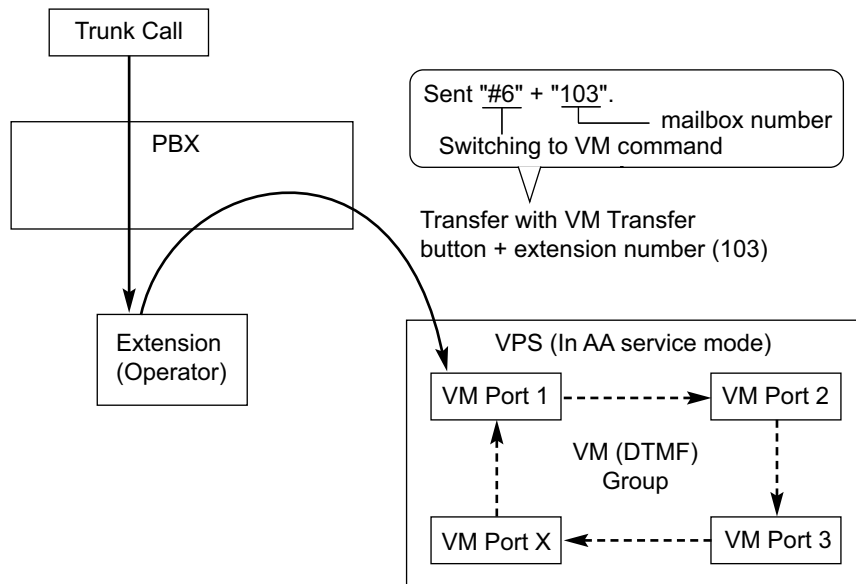 Trunk Call
PBX
Sent "#6" + "103".
mailbox number
Switching to VM command
Transfer with VM Transfer
button + extension number (103)
Extension
(Operator)
VPS (In AA service mode)
VM Port 1
VM Port 2
VM (DTMF)
Group
VM Port X
VM Port 3